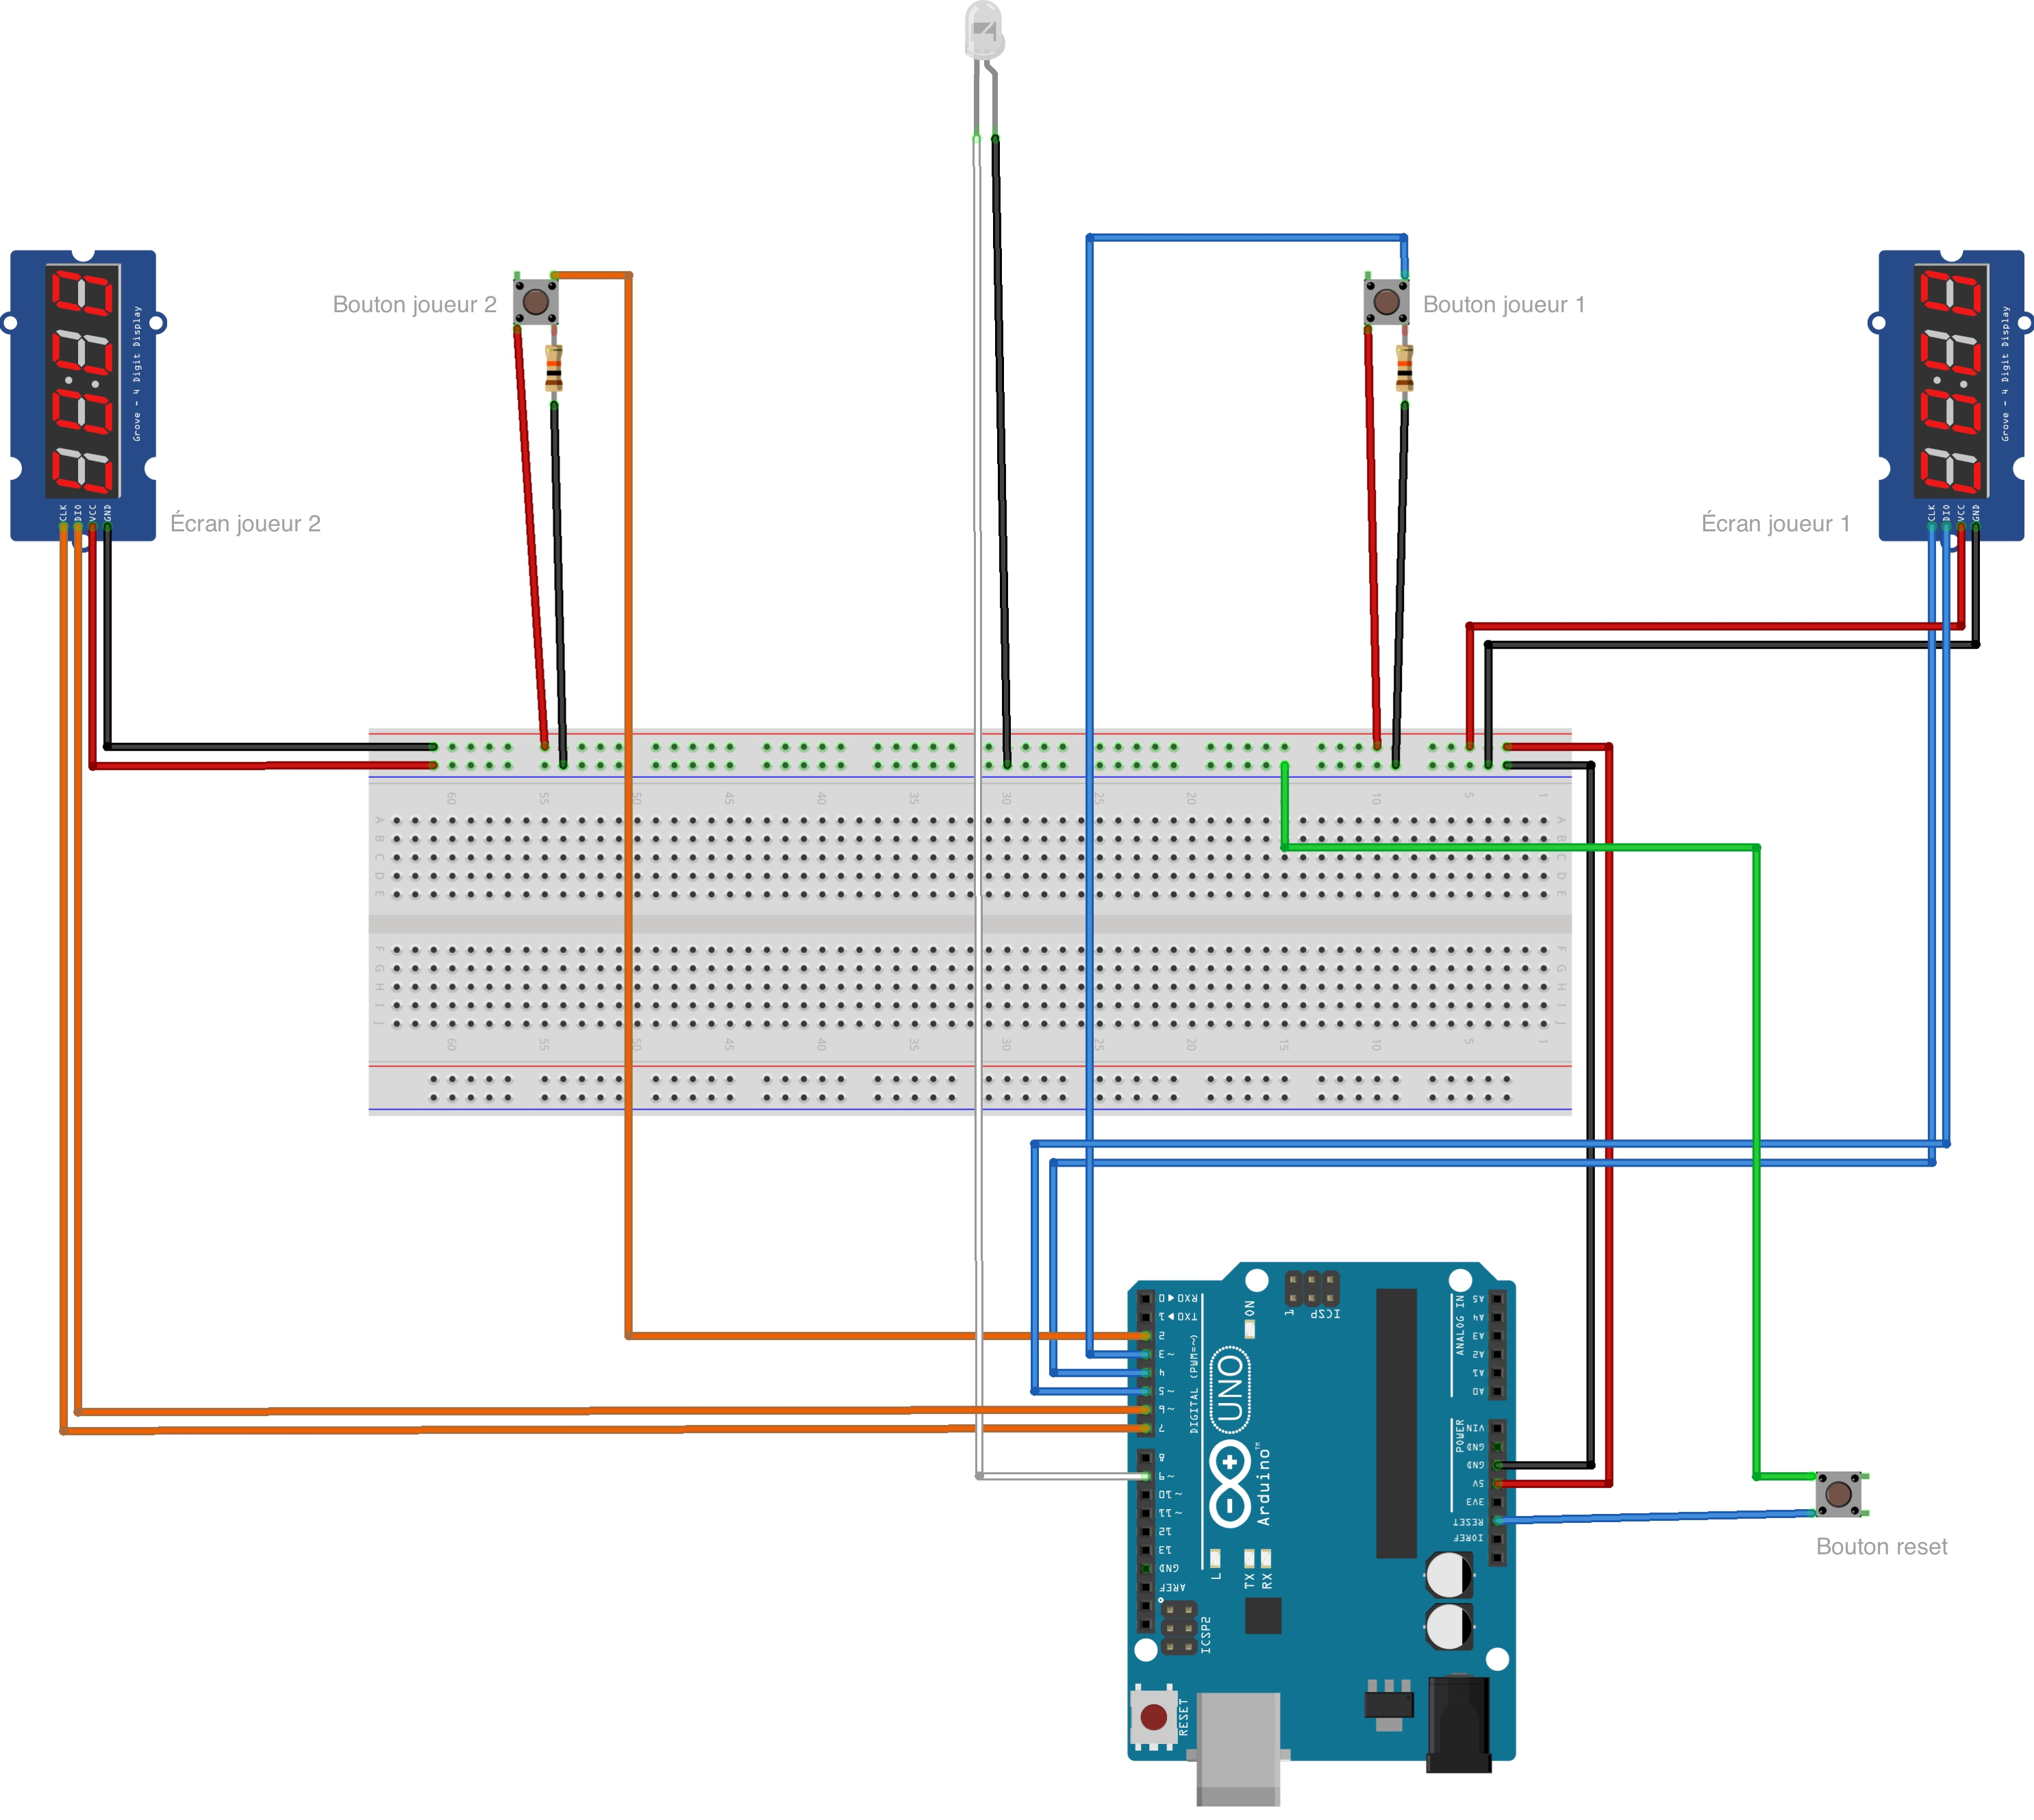 Bouton joueur 2
Bouton joueur 1
Grove - 4 Digit Display
Grove - 4 Digit Display
CLK
DIO
VCC
GND
Écran joueur 2
Écran joueur 1
CLK
DIO
VCC
GND
60 55 50 45 40 35 30 25 20 10 5 1
A A
B B
C C
D D
E E
F F
G G
H H
I I
J J
60 55 50 45 40 35 30 25 20 15 10 5 1
RX0 ◄ 0
TX0 ► 1
2
~ 3
4
~ 5
~ 6
7
8
~ 9
~ 10
~ 11
12
13
GND
AREF
DIGITAL (PWM=~)
ON
1
ICSP
UNO
Arduino™
L
TX
RX
ICSP2
RESET
A5
A4
A3
A2
A1
A0
ANALOG IN
VIN
GND
GND
5V
3V3
RESET
IOREF
POWER
Bouton reset